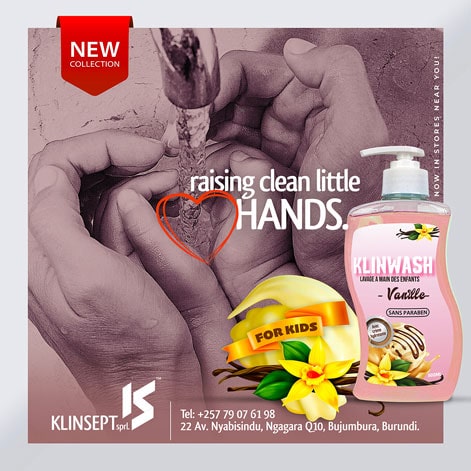 NEW
COLLECTION
NOW IN STORES NEAR YOU!
raising clean little
HANDS.
KLINWASH
LAVAGE À MAIN DES ENFANTS
- Vanille -
SANS PARABEN
FOR KIDS
KLINSEPT sprl.
Tel: +257 79 07 61 98
22 Av. Nyabisindu, Ngagara Q10, Bujumbura, Burundi.